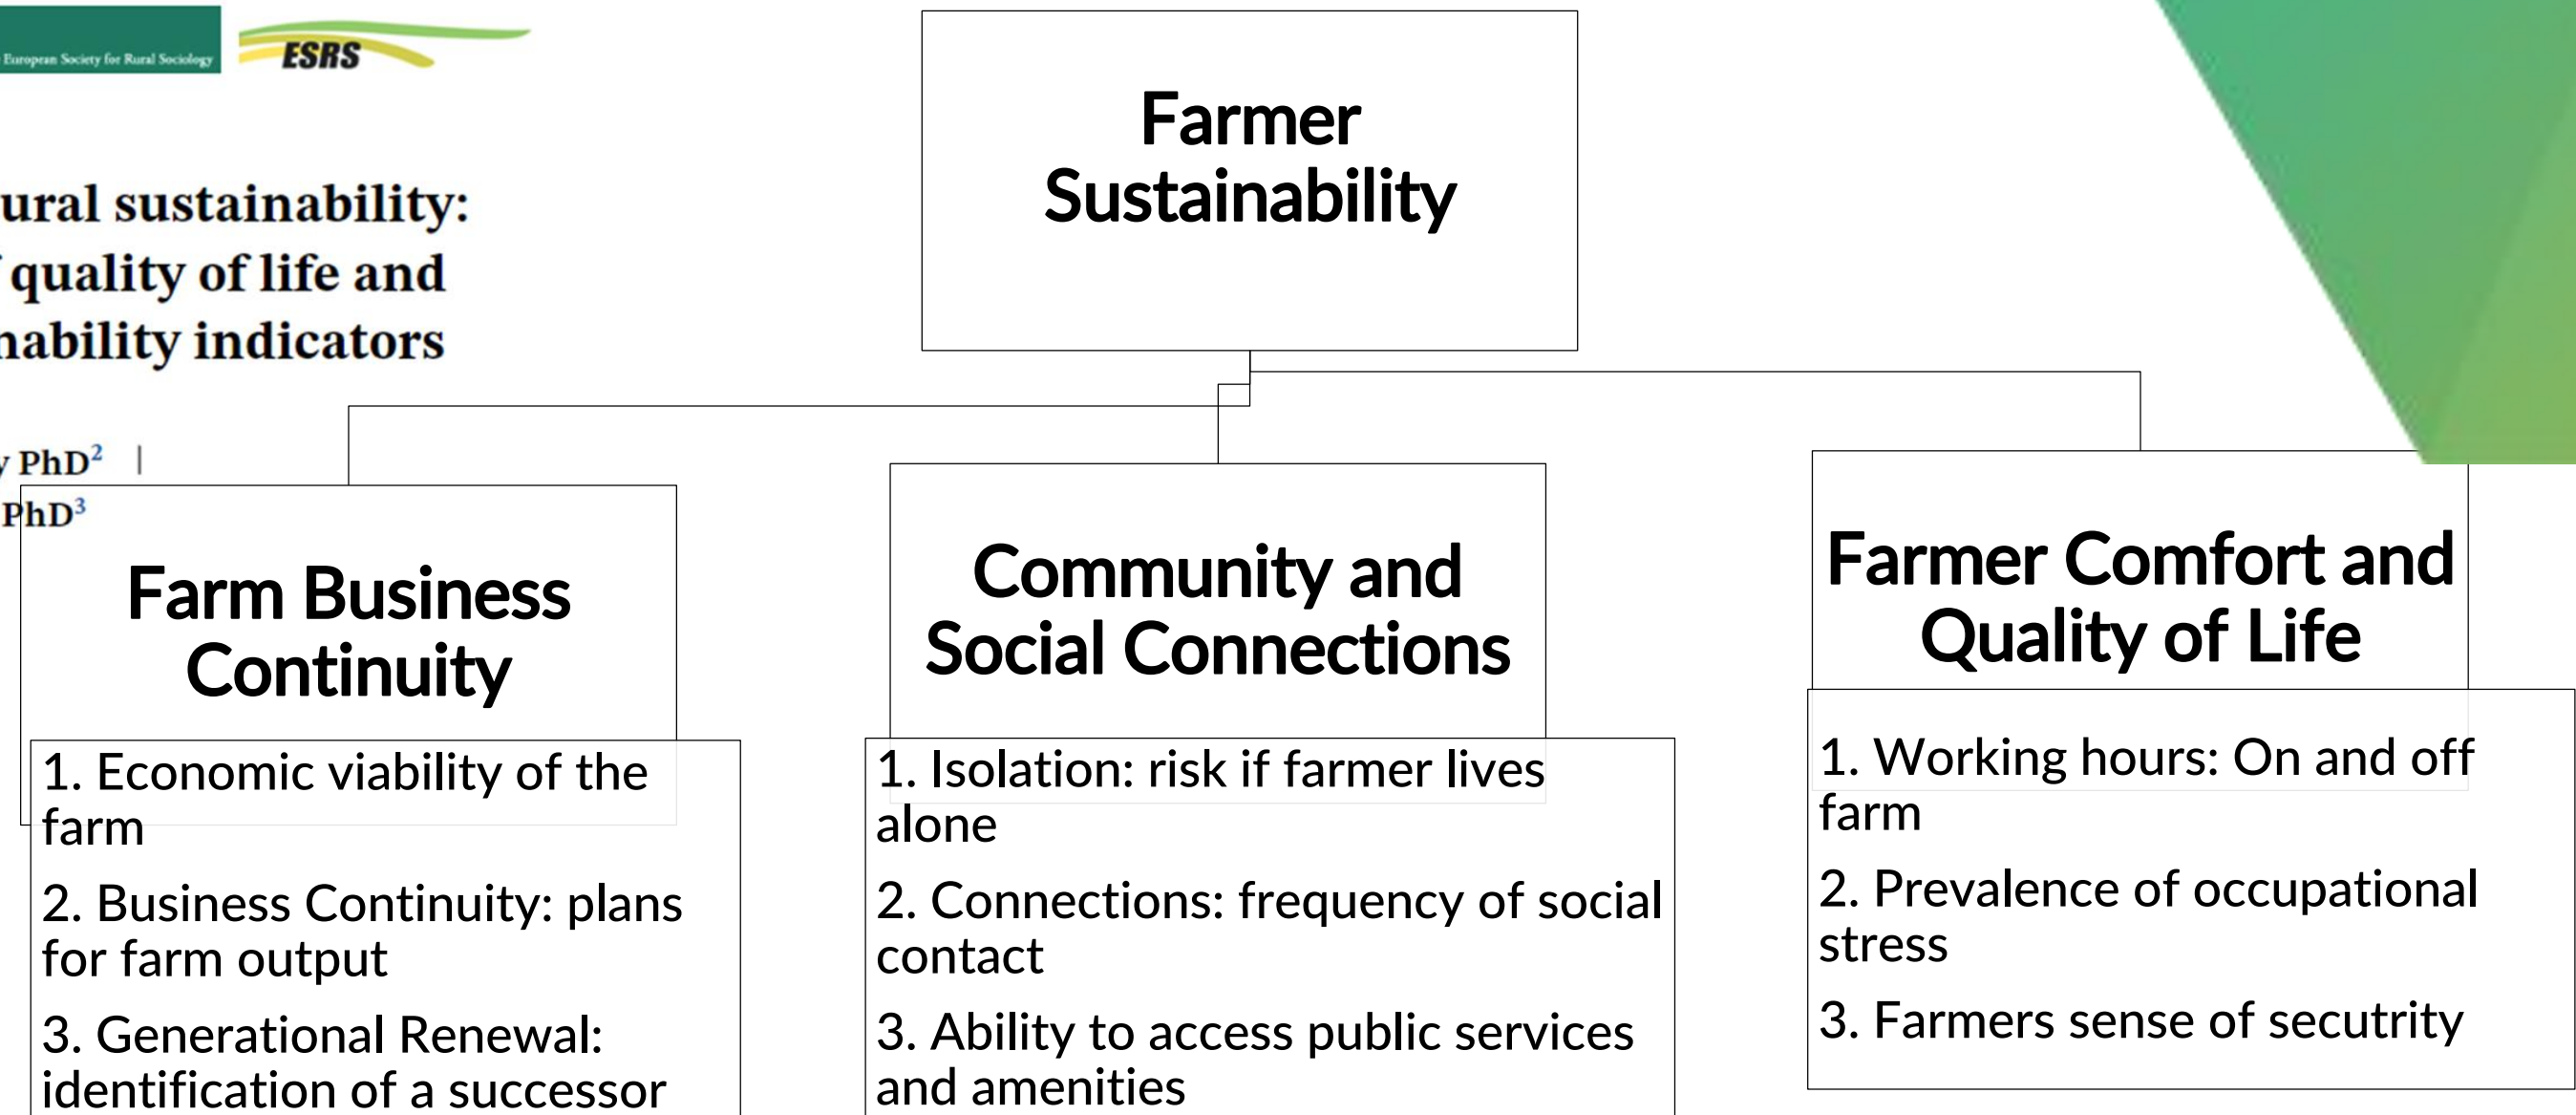 European Society for Rural Sociology
ESRS
ural sustainability:
quality of life and
nability indicators
y PhD2 |
PhD3
Farmer
Sustainability
Farm Business
Continuity
1. Economic viability of the
farm
2. Business Continuity: plans
for farm output
3. Generational Renewal:
identification of a successor
Community and
Social Connections
1. Isolation: risk if farmer lives
alone
2. Connections: frequency of social
contact
3. Ability to access public services
and amenities
Farmer Comfort and
Quality of Life
1. Working hours: On and off
farm
2. Prevalence of occupational
stress
3. Farmers sense of secutrity